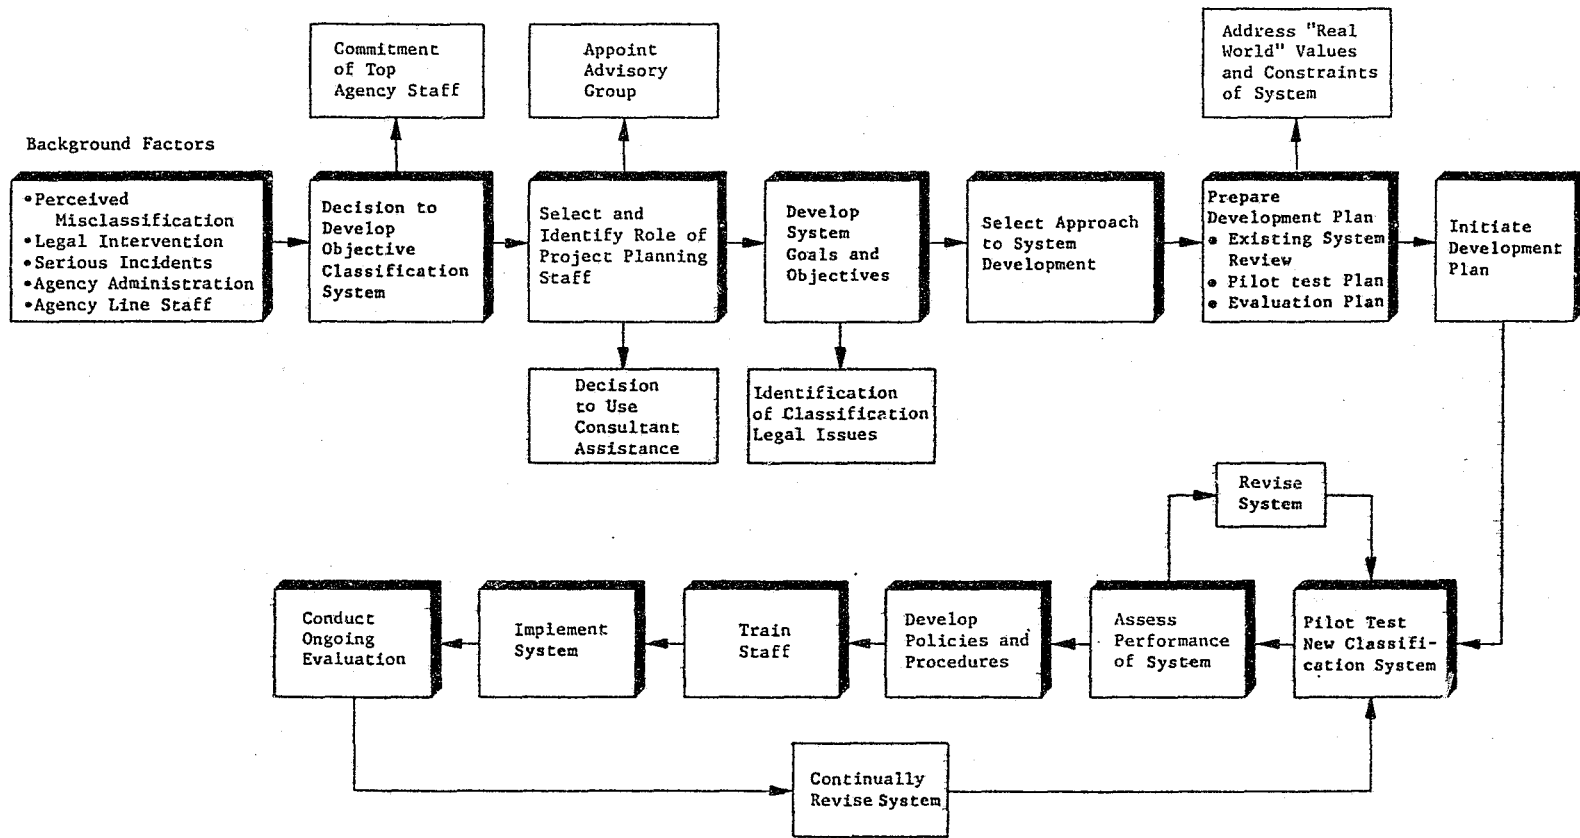 Commitment
of Top
Agency Staff
Appoint
Advisory
Group
Address "Real
World" Values
and Constraints
of System
Background Factors
•Perceived
Misclassification
•Legal Intervention
•Serious Incidents
•Agency Administration
•Agency Line Staff
Decision to
Develop
Objective
Classification
System
Select and
Identify Role of
Project Planning
Staff
Develop
System
Goals and
Objectives
Select Approach
to System
Development
Prepare
Development Plan
• Existing System
Review
• Pilot test Plan
• Evaluation Plan
Initiate
Development
Plan
Decision
to Use
Consultant
Assistance
Identification
of Classification
Legal Issues
Revise
System
Conduct
Ongoing
Evaluation
Implement
System
Train
Staff
Develop
Policies and
Procedures
Assess
Performance
of System
Pilot Test
New Classifi-
cation System
Continually
Revise System